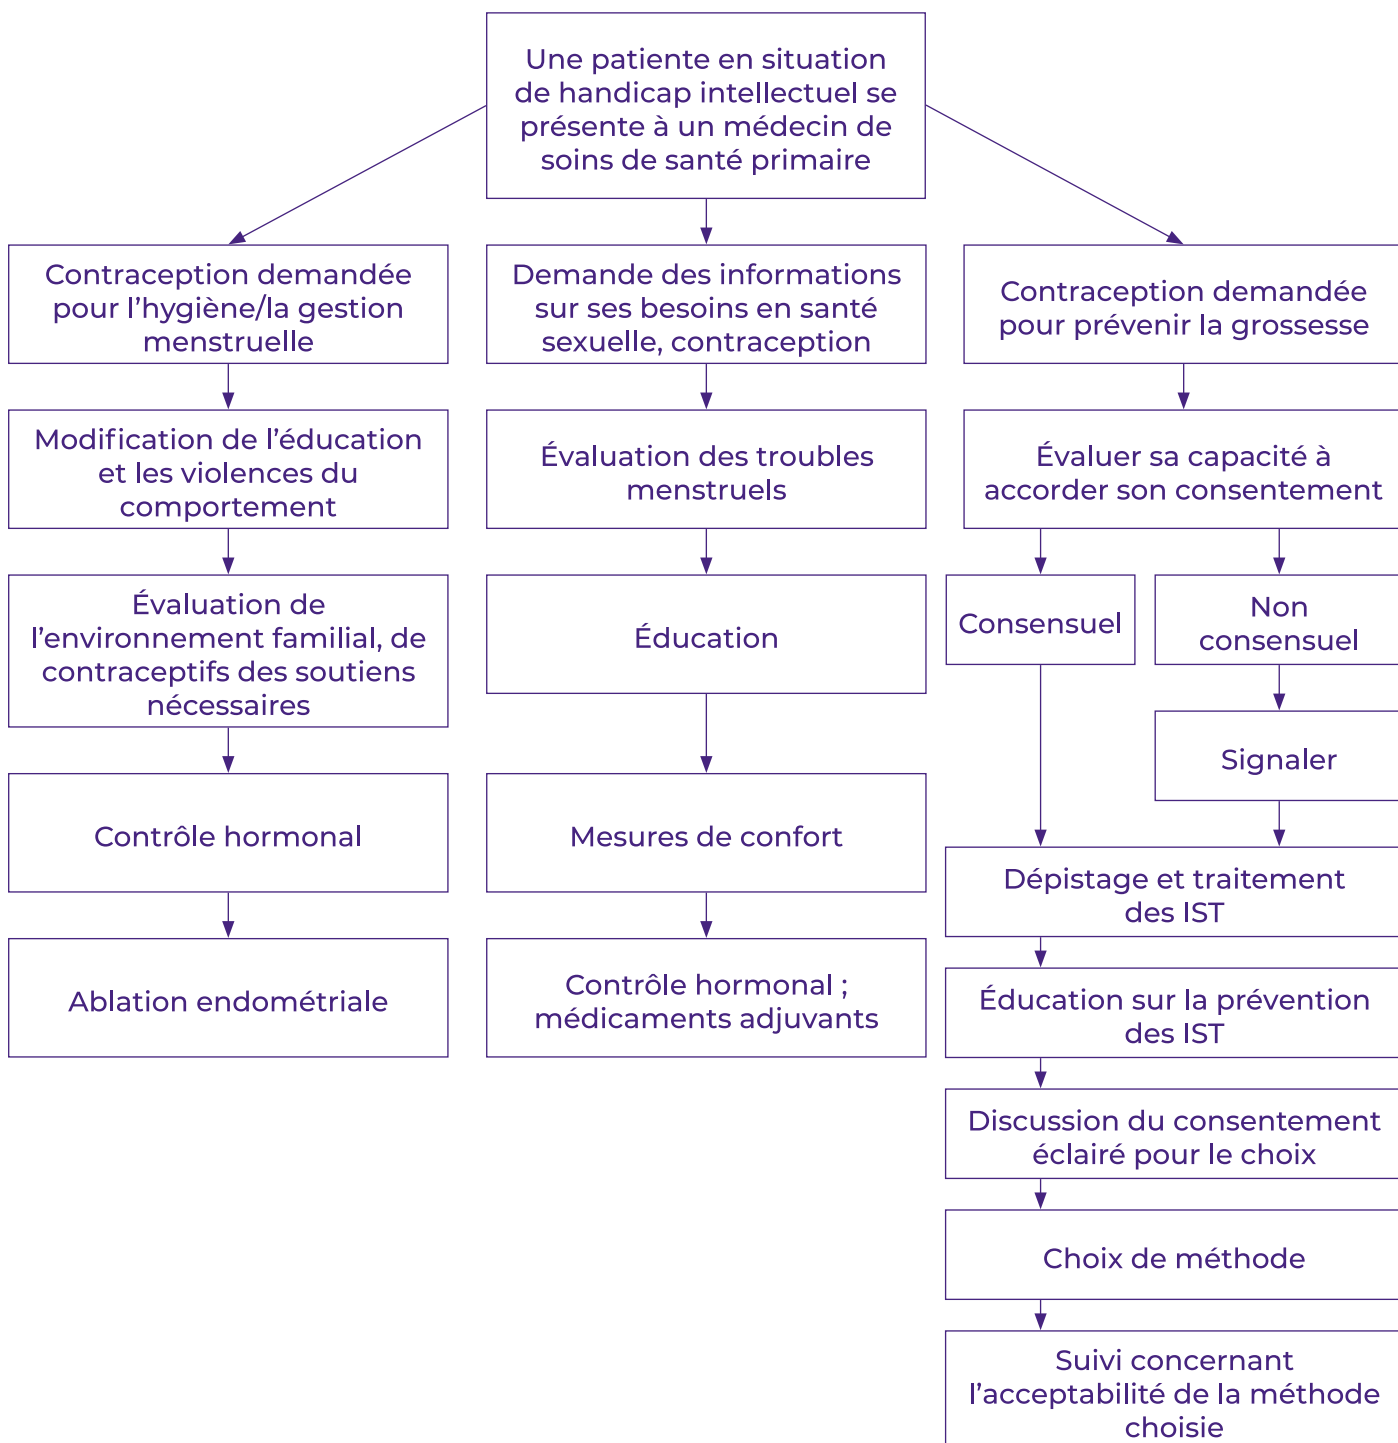 Une patiente en situation
de handicap intellectuel se
présente à un médecin de
soins de santé primaire
Contraception demandée
pour l'hygiène/la gestion
menstruelle
Modification de l'éducation
et les violences du
comportement
Évaluation de
l'environnement familial, de
contraceptifs des soutiens
nécessaires
Contrôle hormonal
Ablation endométriale
Demande des informations
sur ses besoins en santé
sexuelle, contraception
Évaluation des troubles
menstruels
Éducation
Mesures de confort
Contrôle hormonal ;
médicaments adjuvants
Contraception demandée
pour prévenir la grossesse
Évaluer sa capacité à
accorder son consentement
Consensuel
Non
consensuel
Signaler
Dépistage et traitement
des IST
Éducation sur la prévention
des IST
Discussion du consentement
éclairé pour le choix
Choix de méthode
Suivi concernant
l'acceptabilité de la méthode
choisie